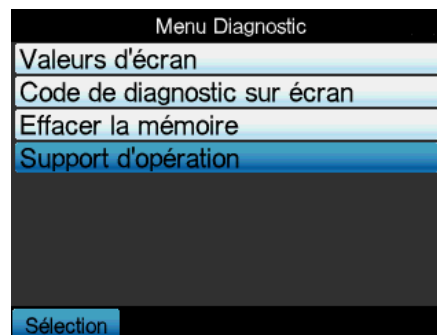 Menu Diagnostic
Valeurs d'écran
Code de diagnostic sur écran
Effacer la mémoire
Support d'opération
Sélection